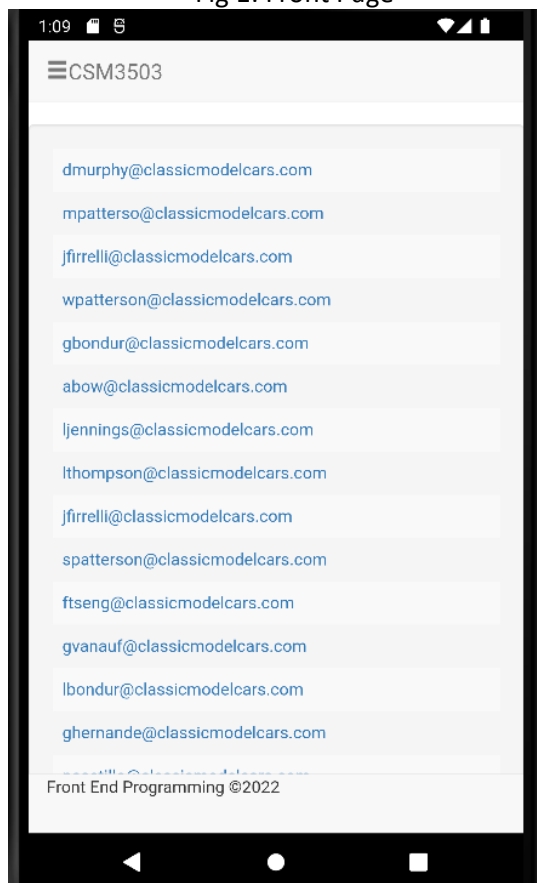 Fig 1: Front Page
1:09
CSM3503
dmurphy@classicmodelcars.com
mpatterso@classicmodelcars.com
jfirrelli@classicmodelcars.com
wpatterson@classicmodelcars.com
gbondur@classicmodelcars.com
abow@classicmodelcars.com
ljennings@classicmodelcars.com
lthompson@classicmodelcars.com
jfirrelli@classicmodelcars.com
spatterson@classicmodelcars.com
ftseng@classicmodelcars.com
gvanauf@classicmodelcars.com
lbondur@classicmodelcars.com
ghernande@classicmodelcars.com
Front End Programming ©2022